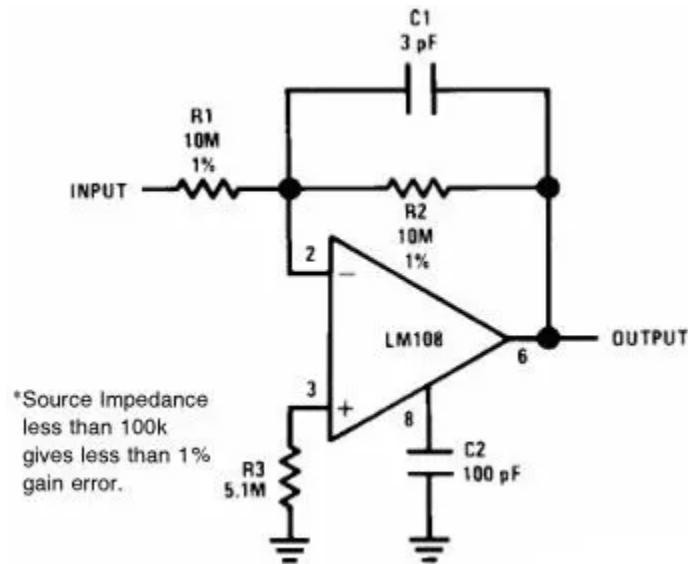 C1
3 pF
R1
10M
1%
INPUT
R2
10M
1%
2
−
LM108
6
OUTPUT
3
+
8
*Source Impedance
less than 100k
gives less than 1%
gain error.
R3
5.1M
C2
100 pF